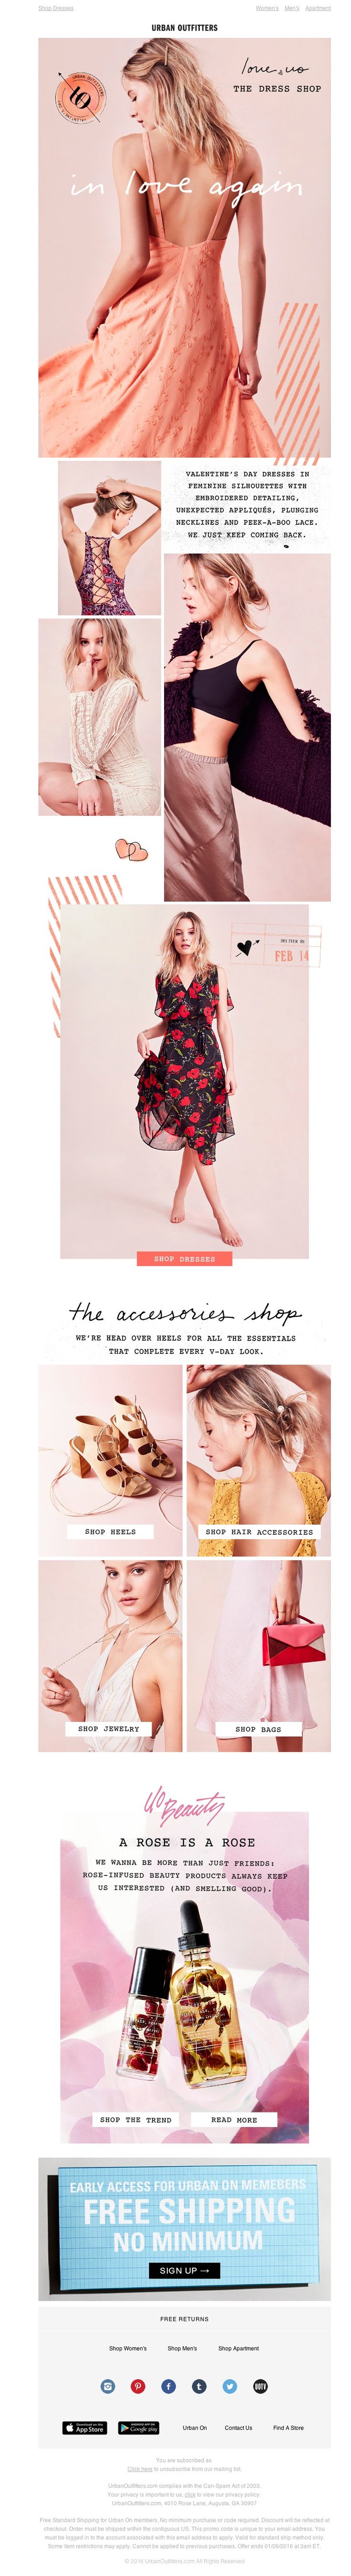 Shop Dresses
Women's Men's Apartment
URBAN OUTFITTERS
love, uo
THE DRESS SHOP
in love again
VALENTINE'S DAY DRESSES IN
FEMININE SILHOUETTES WITH
EMBROIDERED DETAILING,
UNEXPECTED APPLIQUÉS, PLUNGING
NECKLINES AND PEEK-A-BOO LACE.
WE JUST KEEP COMING BACK.
DELIVER BY
FEB 14
SHOP DRESSES
the accessories shop
WE'RE HEAD OVER HEELS FOR ALL THE ESSENTIALS
THAT COMPLETE EVERY V-DAY LOOK.
SHOP HEELS
SHOP HAIR ACCESSORIES
SHOP JEWELRY
SHOP BAGS
UO Beauty
A ROSE IS A ROSE
WE WANNA BE MORE THAN JUST FRIENDS:
ROSE-INFUSED BEAUTY PRODUCTS ALWAYS KEEP
US INTERESTED (AND SMELLING GOOD).
SHOP THE TREND
READ MORE
EARLY ACCESS FOR URBAN ON MEMEBERS
FREE SHIPPING
NO MINIMUM
SIGN UP →
FREE RETURNS
Shop Women's Shop Men's Shop Apartment
App Store
Google play
Urban On Contact Us Find A Store
You are subscribed as
Click here to unsubscribe from our mailing list.
UrbanOutfitters.com complies with the Can-Spam Act of 2003.
Your privacy is important to us, click to view our privacy policy.
UrbanOutfitters.com, 4010 Rose Lane, Augusta, GA 30907
Free Standard Shipping for Urban On members. No minimum purchase or code required. Discount will be reflected at
checkout. Order must be shipped within the contiguous US. This promo code is unique to your email address. You
must be logged in to the account associated with this email address to apply. Valid for standard ship method only.
Some item restrictions may apply. Cannot be applied to previous purchases. Offer ends 01/09/2016 at 3am ET.
© 2016 UrbanOutfitters.com All Rights Reserved